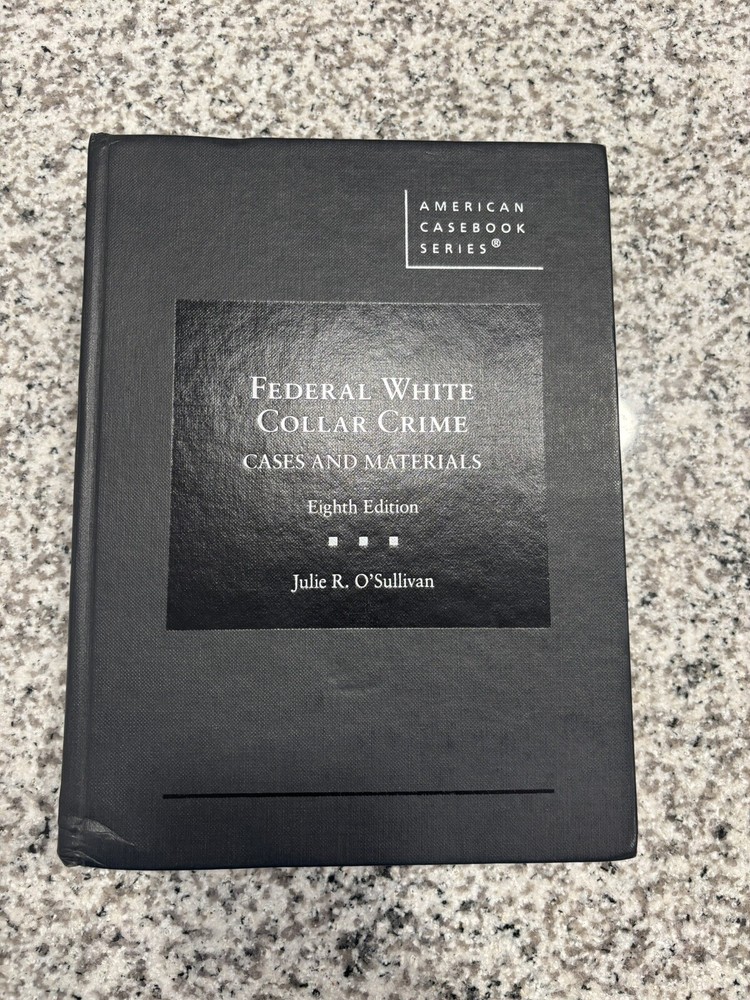 AMERICAN
CASEBOOK
SERIES®
FEDERAL WHITE
COLLAR CRIME
CASES AND MATERIALS
Eighth Edition
Julie R. O'Sullivan